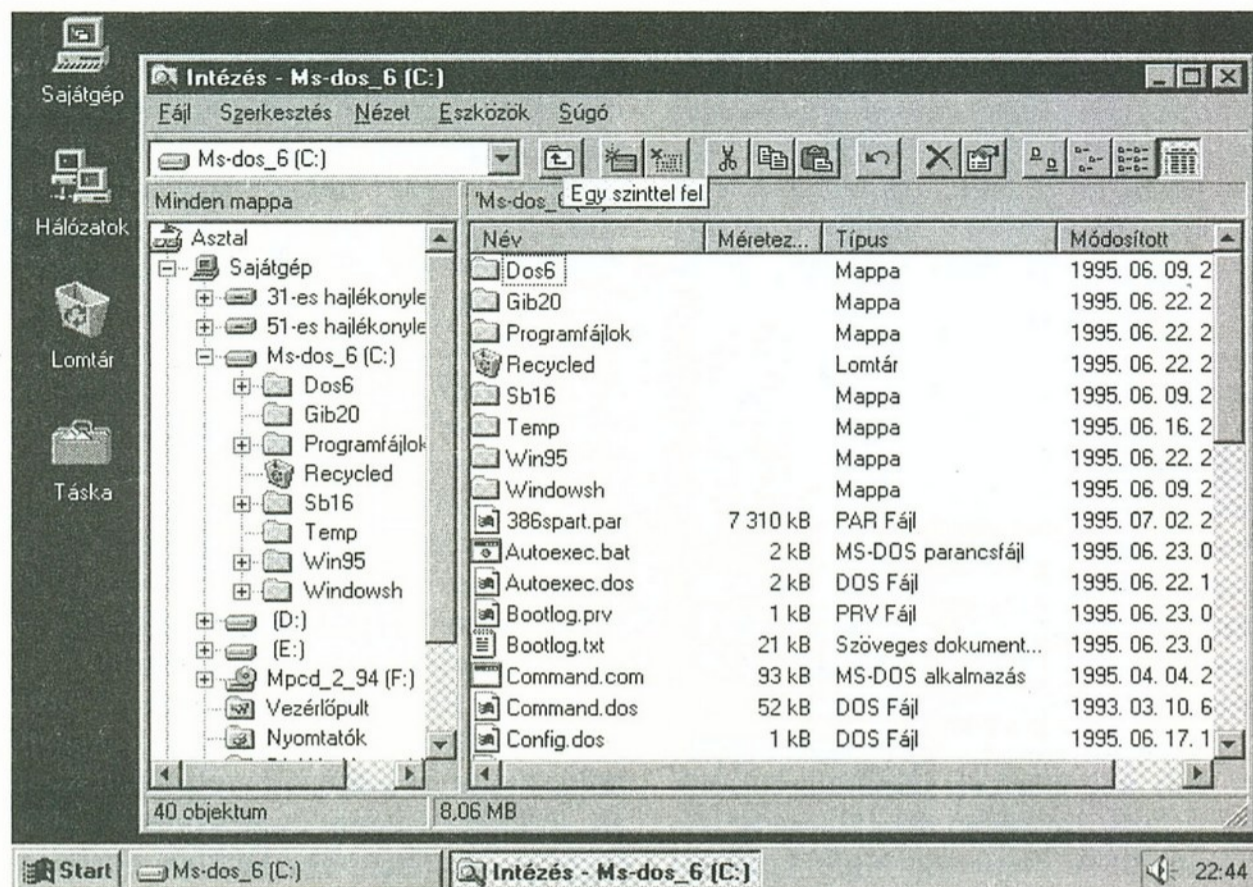 Sajátgép
Hálózatok
Lomtár
Táska
Intézés - Ms-dos_6 (C:)
Fájl Szerkesztés Nézet Eszközök Súgó
Ms-dos_6 (C:)
Egy szinttel fel
Minden mappa
'Ms-dos_
Asztal
Sajátgép
31-es hajlékonyle
51-es hajlékonyle
Ms-dos_6 (C:)
Dos6
Gib20
Programfájlok
Recycled
Sb16
Temp
Win95
Windowsh
(D:)
(E:)
Mpcd_2_94 (F:)
Vezérlőpult
Nyomtatók
Név Méretez... Típus Módosított
Dos6 Mappa 1995. 06. 09. 2
Gib20 Mappa 1995. 06. 22. 2
Programfájlok Mappa 1995. 06. 22. 2
Recycled Lomtár 1995. 06. 22. 2
Sb16 Mappa 1995. 06. 09. 2
Temp Mappa 1995. 06. 16. 2
Win95 Mappa 1995. 06. 22. 2
Windowsh Mappa 1995. 06. 09. 2
386spart.par 7 310 kB PAR Fájl 1995. 07. 02. 2
Autoexec.bat 2 kB MS-DOS parancsfájl 1995. 06. 23. 0
Autoexec.dos 2 kB DOS Fájl 1995. 06. 22. 1
Bootlog.prv 1 kB PRV Fájl 1995. 06. 23. 0
Bootlog.txt 21 kB Szöveges dokument... 1995. 06. 23. 0
Command.com 93 kB MS-DOS alkalmazás 1995. 04. 04. 2
Command.dos 52 kB DOS Fájl 1993. 03. 10. 6
Config.dos 1 kB DOS Fájl 1995. 06. 17. 1
40 objektum 8,06 MB
Start Ms-dos_6 (C:) Intézés - Ms-dos_6 (C:) 22:44